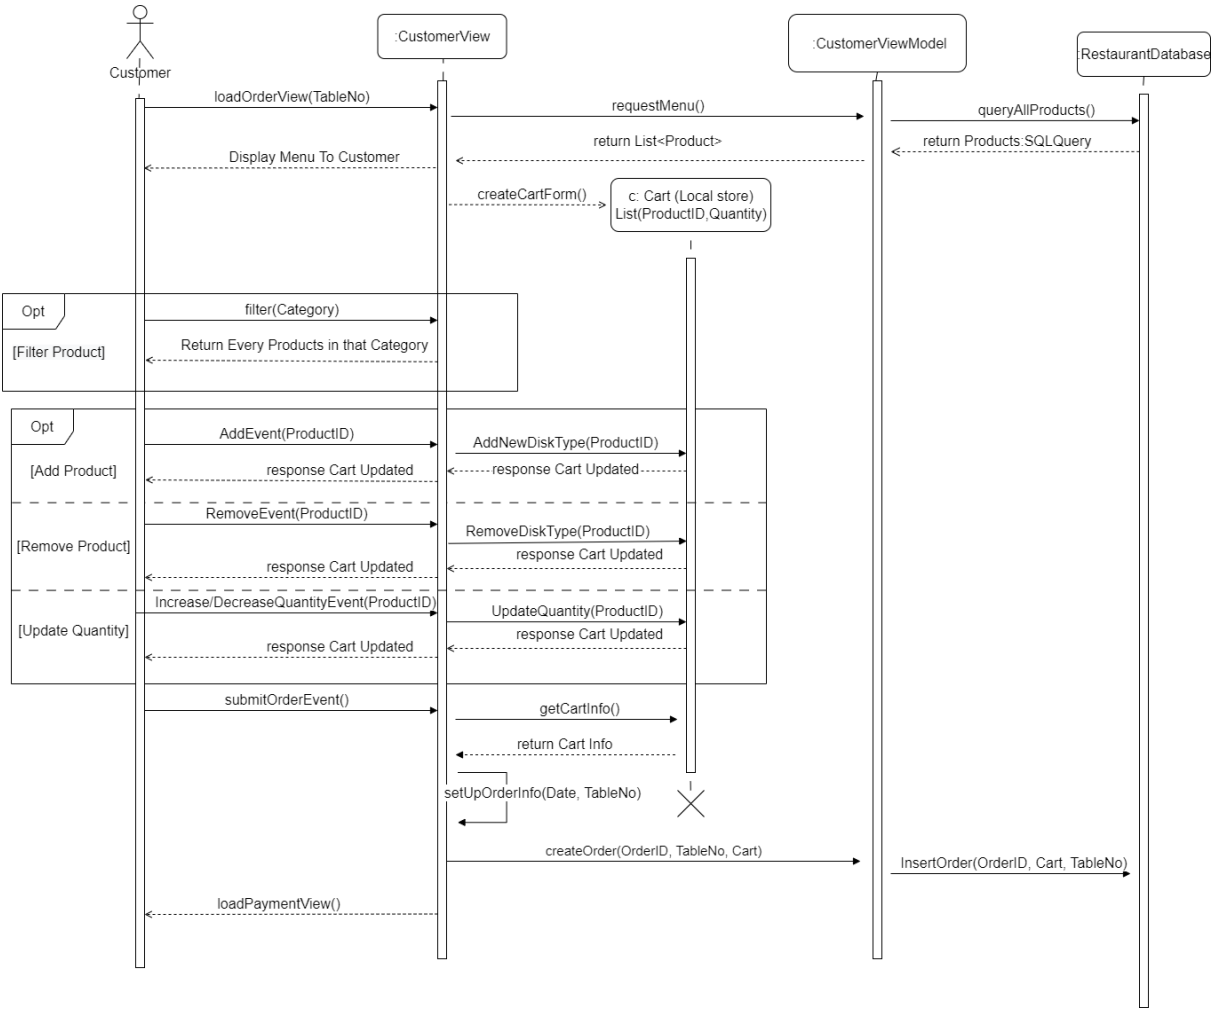 :CustomerView
:CustomerViewModel
:RestaurantDatabase
Customer
loadOrderView(TableNo)
requestMenu()
queryAllProducts()
return List<Product>
return Products:SQLQuery
Display Menu To Customer
createCartForm()
c: Cart (Local store)
List(ProductID,Quantity)
Opt
filter(Category)
[Filter Product]
Return Every Products in that Category
Opt
AddEvent(ProductID)
AddNewDiskType(ProductID)
[Add Product]
response Cart Updated
response Cart Updated
RemoveEvent(ProductID)
RemoveDiskType(ProductID)
[Remove Product]
response Cart Updated
response Cart Updated
Increase/DecreaseQuantityEvent(ProductID)
UpdateQuantity(ProductID)
[Update Quantity]
response Cart Updated
response Cart Updated
submitOrderEvent()
getCartInfo()
return Cart Info
setUpOrderInfo(Date, TableNo)
createOrder(OrderID, TableNo, Cart)
InsertOrder(OrderID, Cart, TableNo)
loadPaymentView()